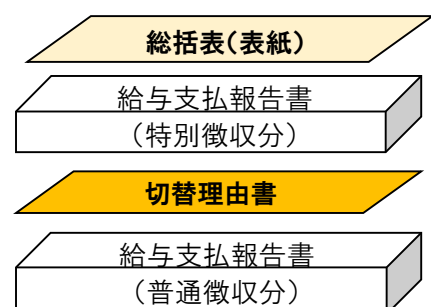 総括表（表紙）
給与支払報告書
（特別徴収分）
切替理由書
給与支払報告書
（普通徴収分）